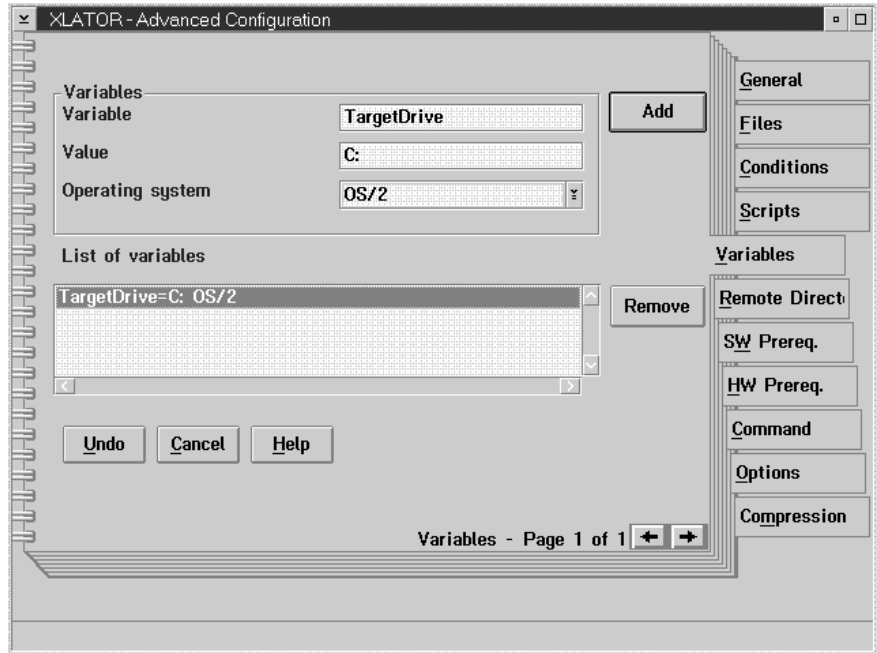 XLATOR - Advanced Configuration
Variables
Variable
TargetDrive
Value
C:
Operating system
OS/2
Add
List of variables
TargetDrive=C: OS/2
Remove
Undo
Cancel
Help
Variables - Page 1 of 1
General
Files
Conditions
Scripts
Variables
Remote Direct
SW Prereq.
HW Prereq.
Command
Options
Compression